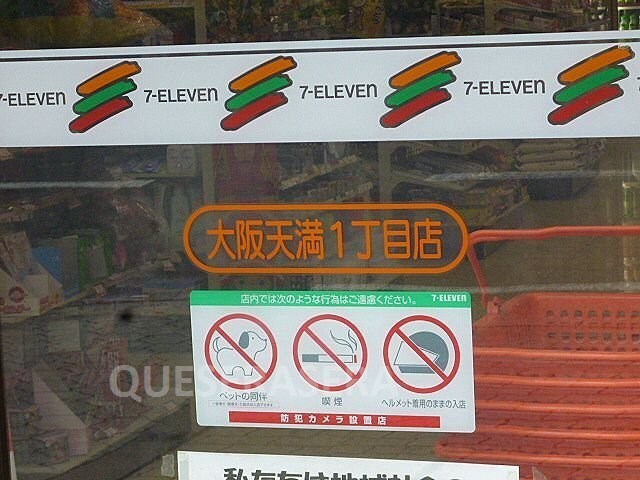 7-ELEVEN 7-ELEVEN 7-ELEVEN 7-ELEVEN
大阪天満1丁目店
店内では次のような行為はご遠慮ください。 7-ELEVEN
ペットの同伴 喫煙 ヘルメット着用のままの入店
防犯カメラ設置店
QUESERASERA